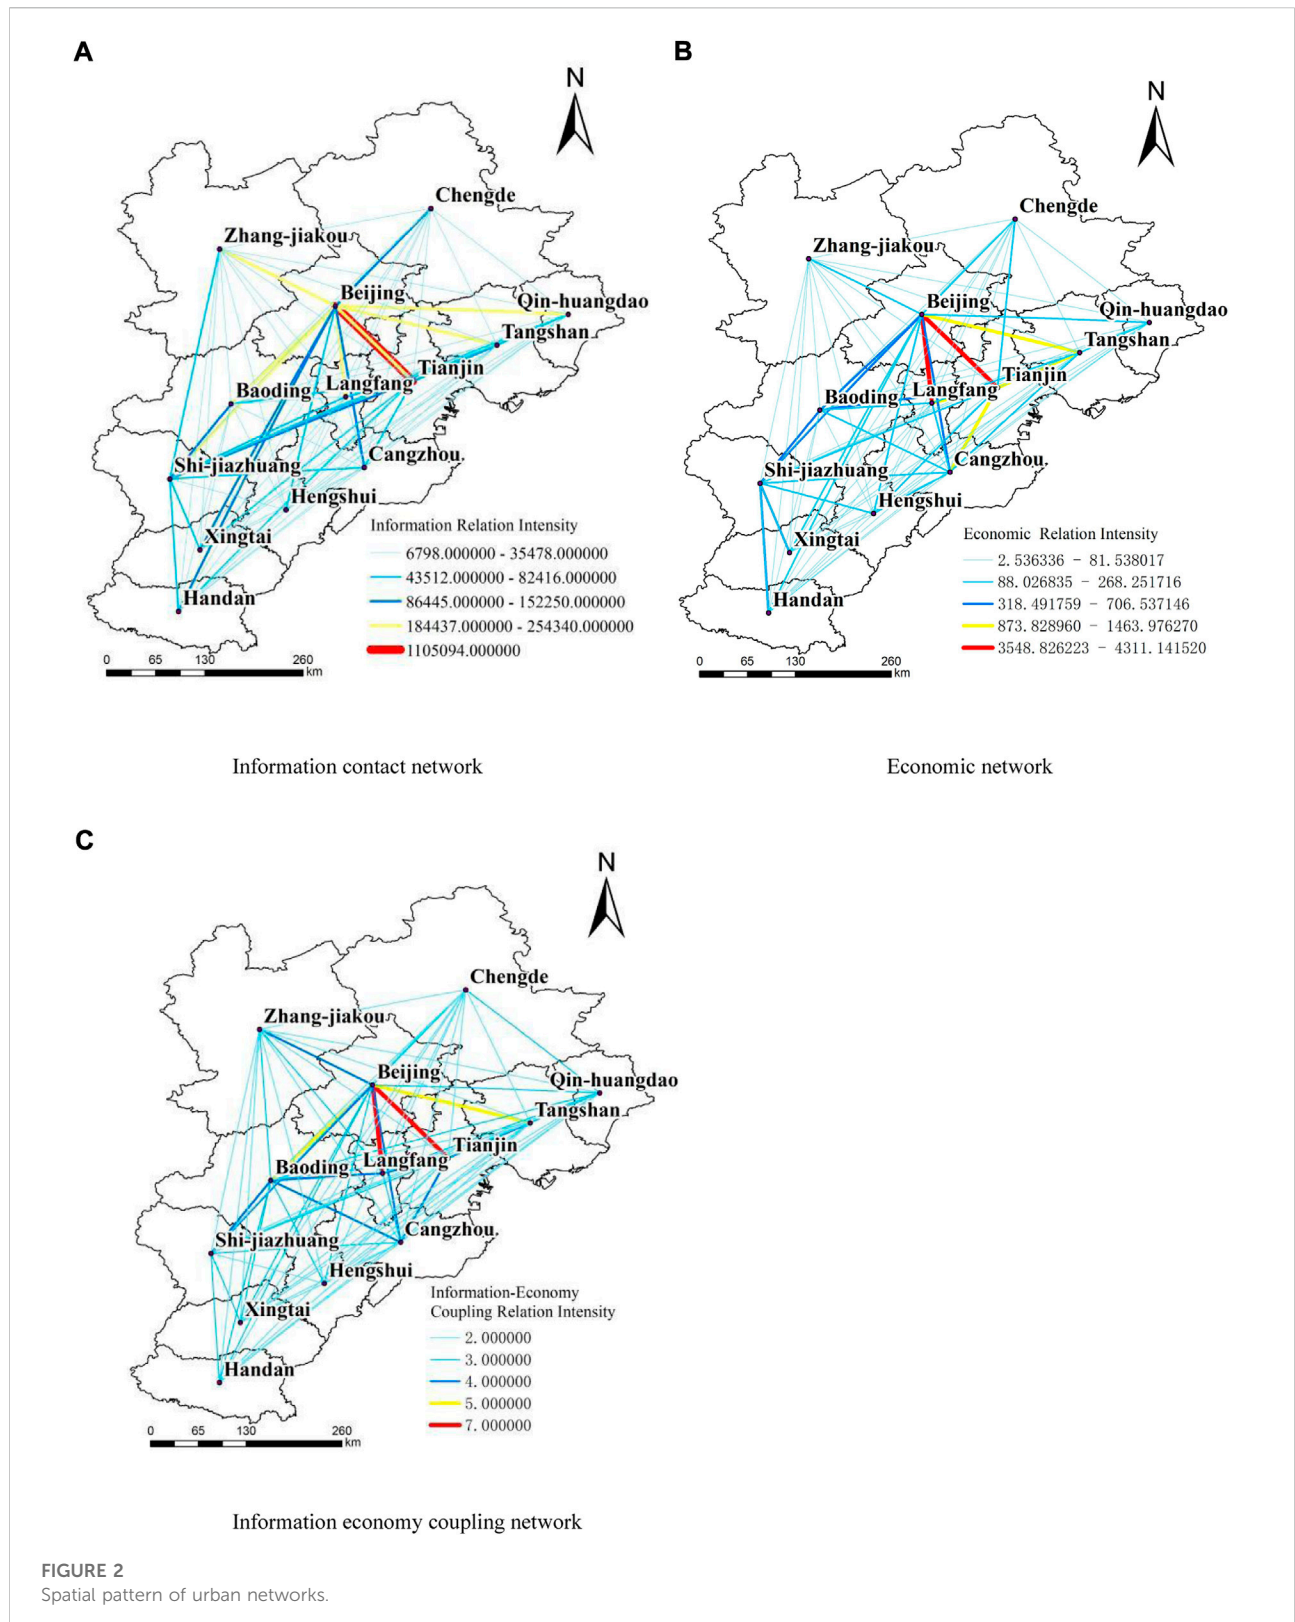 A
N
Chengde
Zhang-jiakou
Beijing
Qin-huangdao
Tangshan
Tianjin
Baoding
Langfang
Shi-jiazhuang
Cangzhou
Hengshui
Xingtai
Handan
Information Relation Intensity
6798.000000 - 35478.000000
43512.000000 - 82416.000000
86445.000000 - 152250.000000
184437.000000 - 254340.000000
1105094.000000
0 65 130 260
km
Information contact network
B
N
Chengde
Zhang-jiakou
Beijing
Qin-huangdao
Tangshan
Tianjin
Langfang
Baoding
Cangzhou
Shi-jiazhuang
Hengshui
Xingtai
Handan
Economic Relation Intensity
2.536336 - 81.538017
88.026835 - 268.251716
318.491759 - 706.537146
873.828960 - 1463.976270
3548.826223 - 4311.141520
0 65 130 260
km
Economic network
C
N
Chengde
Zhang-jiakou
Beijing
Qin-huangdao
Tangshan
Tianjin
Langfang
Baoding
Cangzhou
Shi-jiazhuang
Hengshui
Xingtai
Handan
Information-Economy
Coupling Relation Intensity
2.000000
3.000000
4.000000
5.000000
7.000000
0 65 130 260
km
Information economy coupling network
FIGURE 2
Spatial pattern of urban networks.